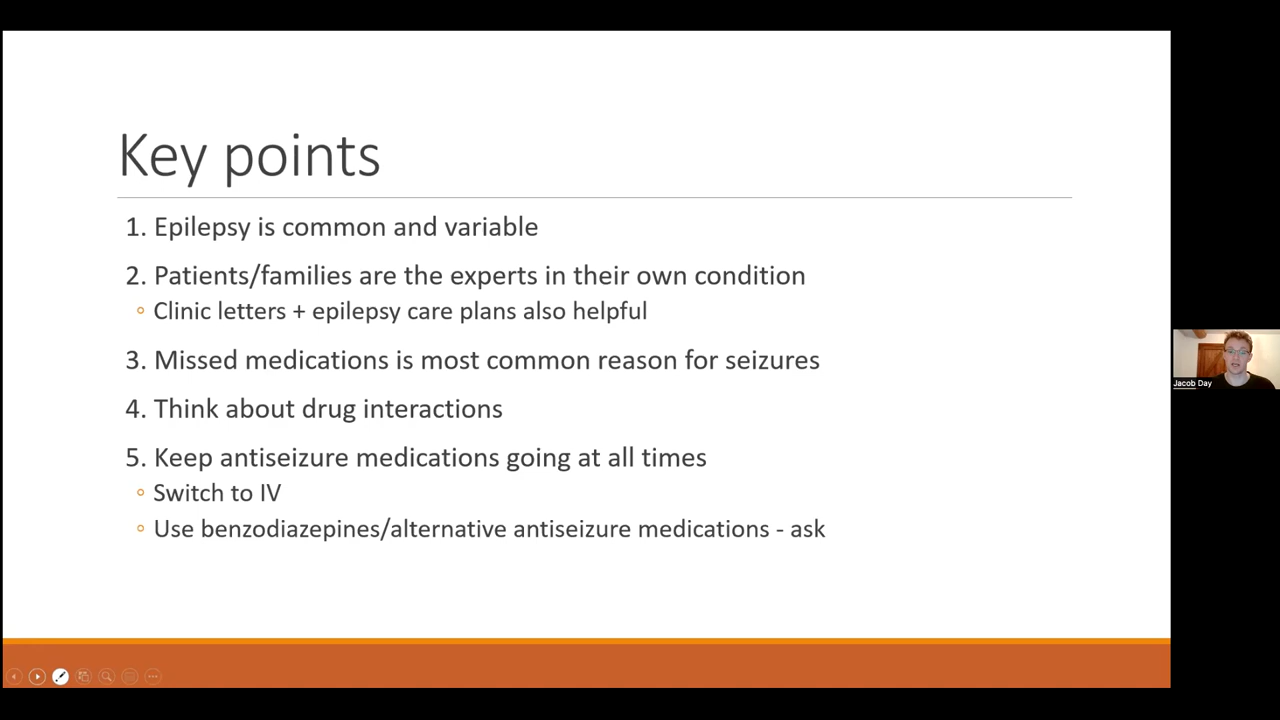 Key points
1. Epilepsy is common and variable
2. Patients/families are the experts in their own condition
◦ Clinic letters + epilepsy care plans also helpful
3. Missed medications is most common reason for seizures
4. Think about drug interactions
5. Keep antiseizure medications going at all times
◦ Switch to IV
◦ Use benzodiazepines/alternative antiseizure medications - ask
Jacob Day